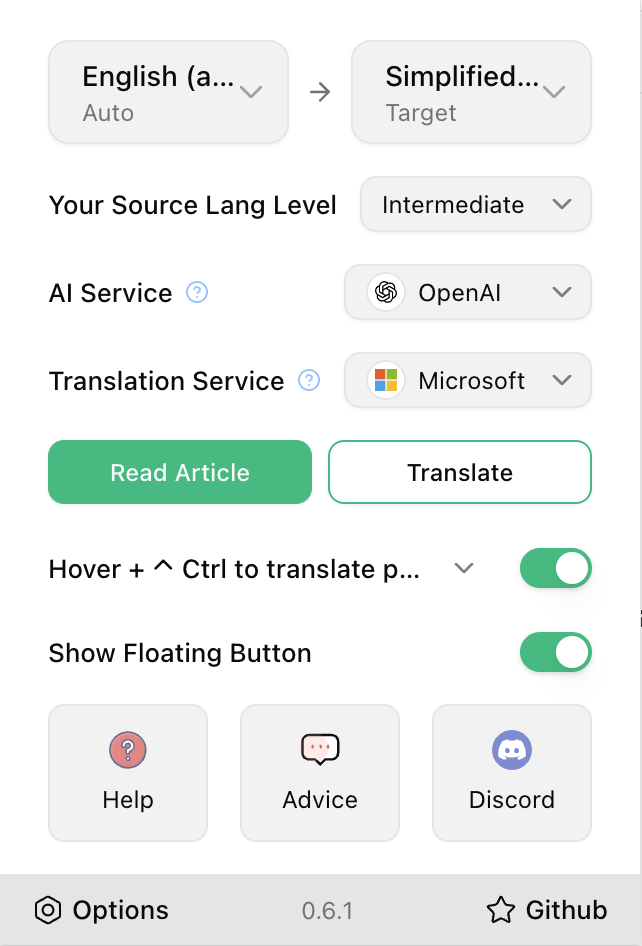 English (a...
Auto
→
Simplified...
Target
Your Source Lang Level
Intermediate
AI Service ?
OpenAI
Translation Service ?
Microsoft
Read Article
Translate
Hover + ^ Ctrl to translate p...
Show Floating Button
?
Help
Advice
Discord
Options
0.6.1
Github